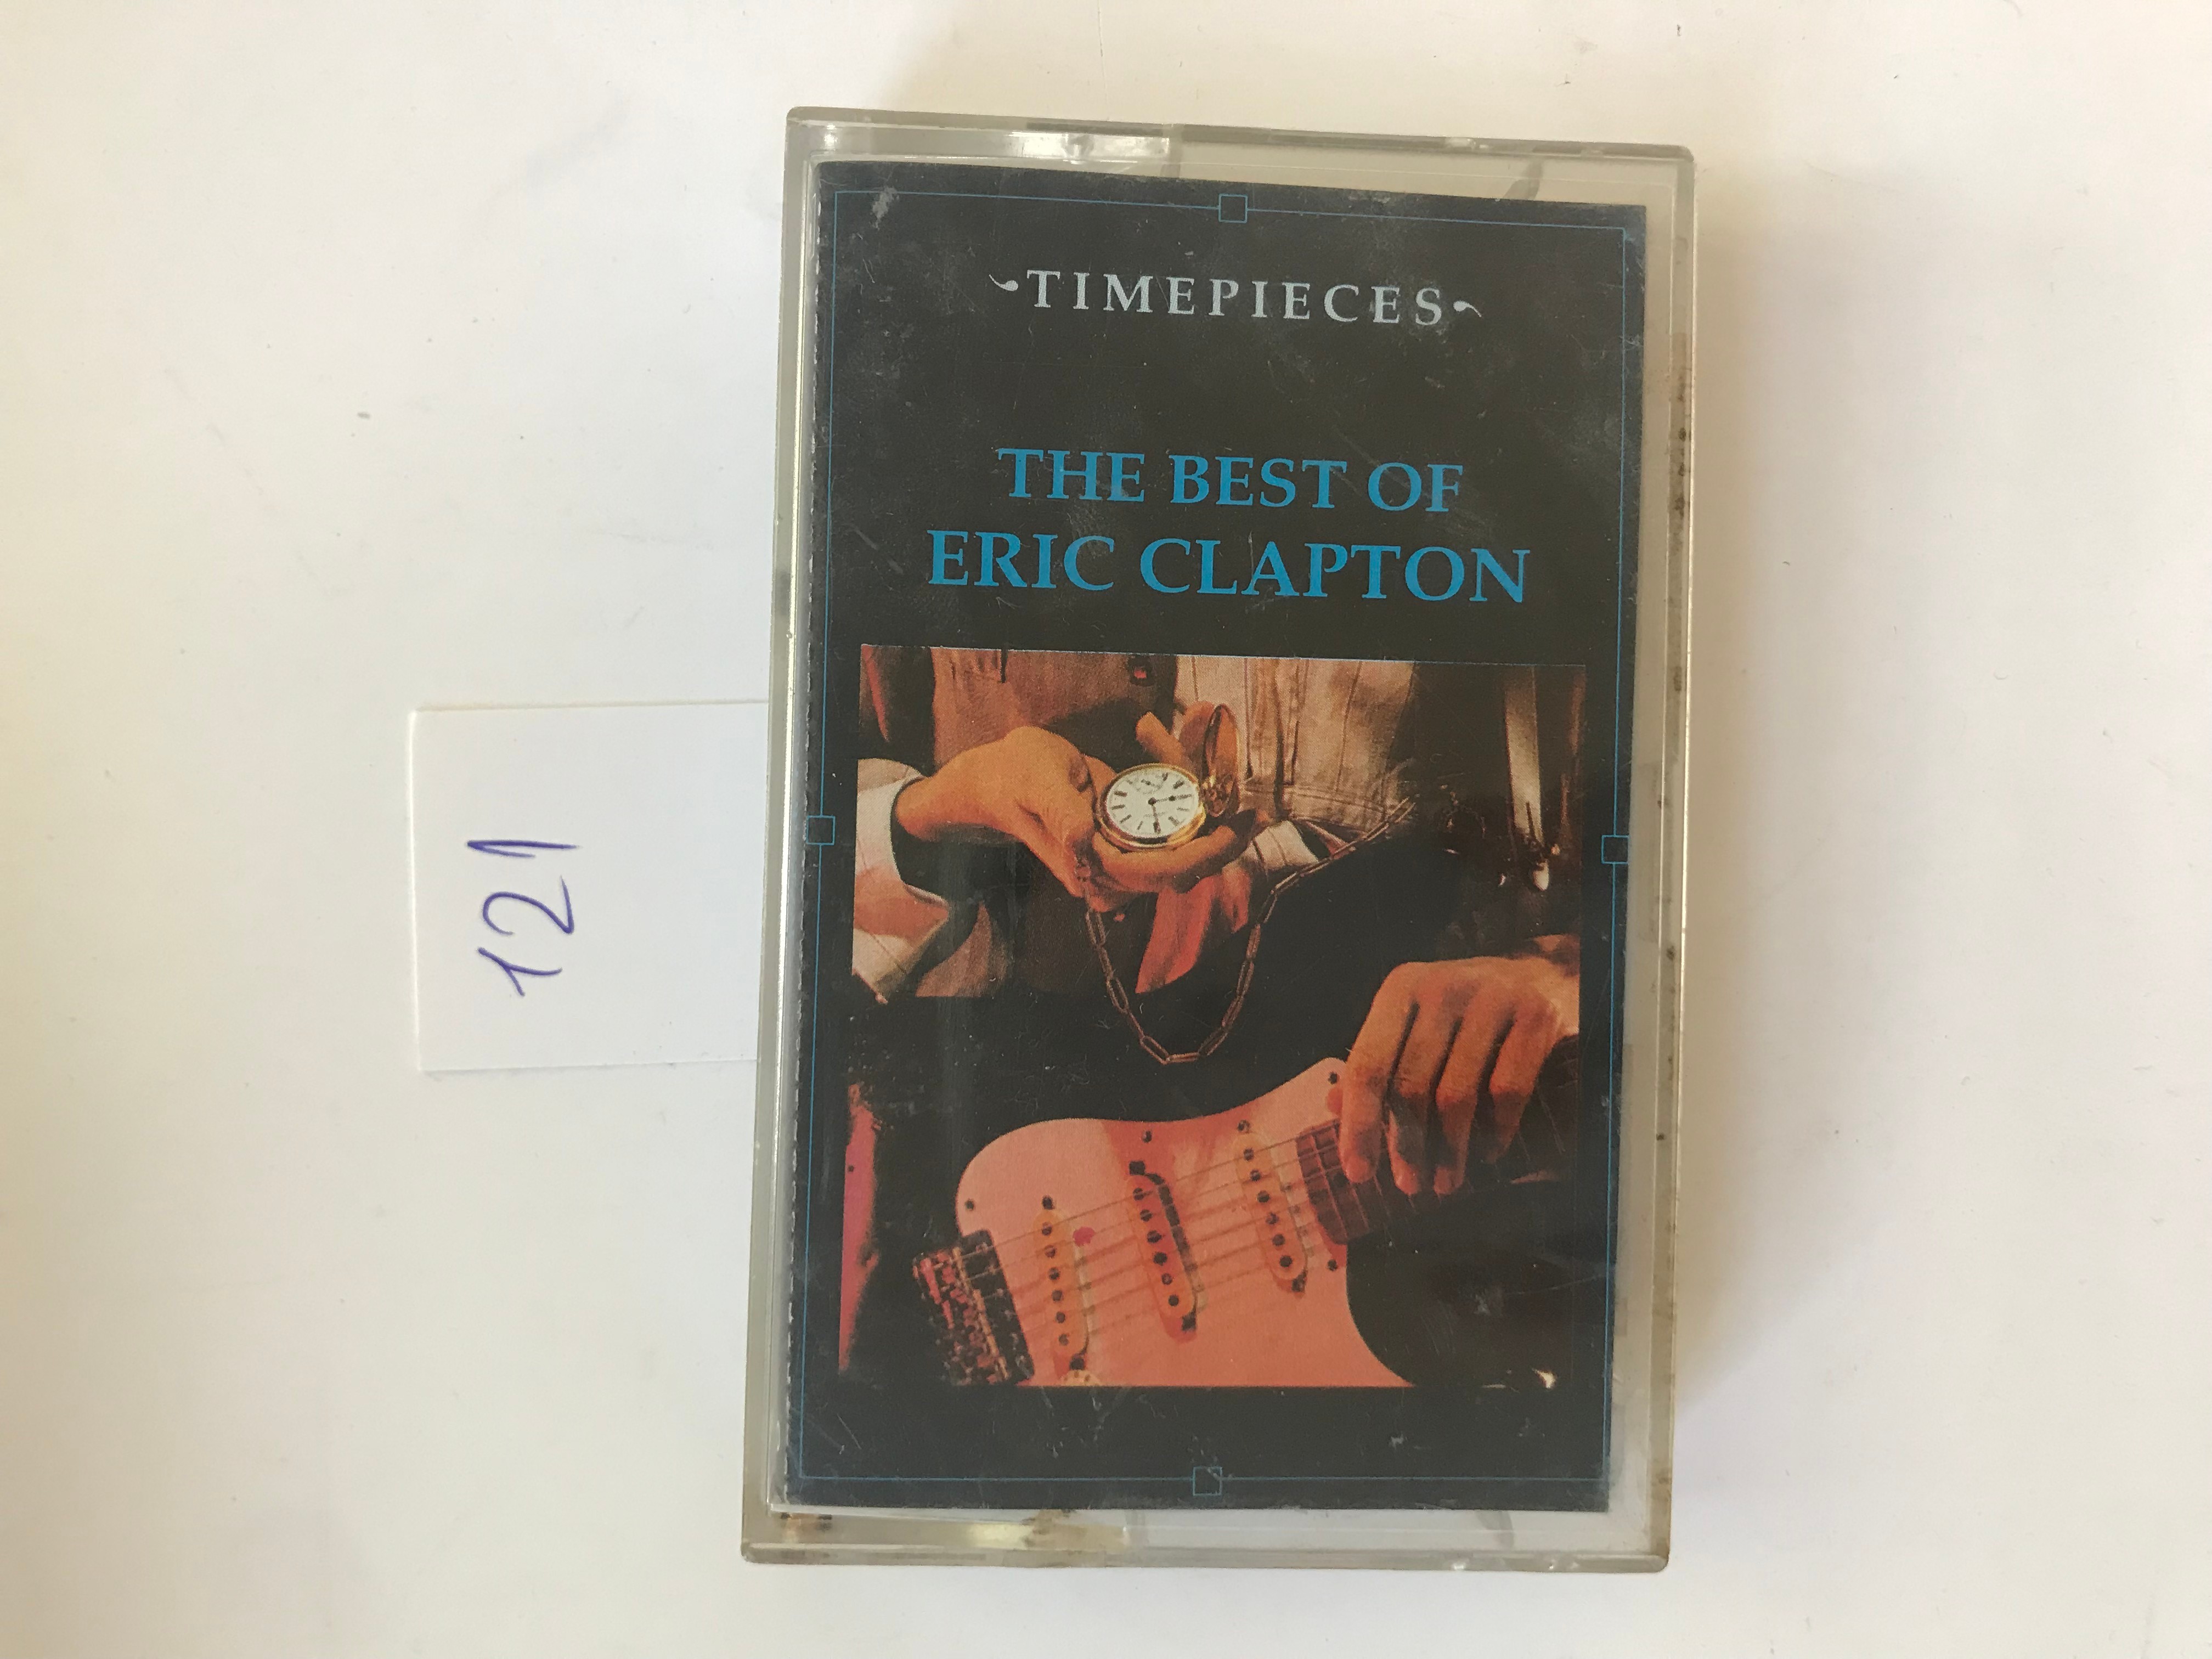 TIMEPIECES
THE BEST OF
ERIC CLAPTON
121